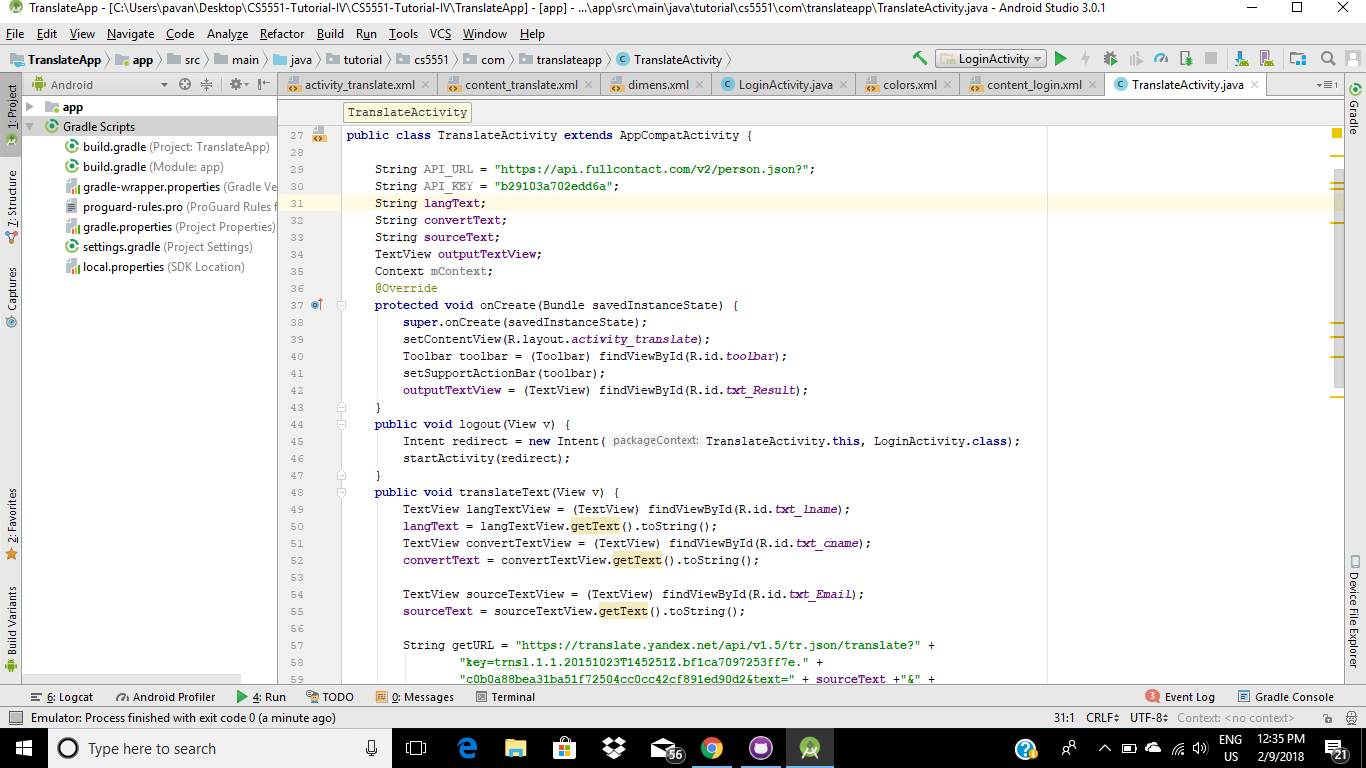 TranslateApp - [C:\Users\pavan\Desktop\CS5551-Tutorial-IV\CS5551-Tutorial-IV\TranslateApp] - [app] - ...\app\src\main\java\tutorial\cs5551\com\translateapp\TranslateActivity.java - Android Studio 3.0.1
File Edit View Navigate Code Analyze Refactor Build Run Tools VCS Window Help
TranslateApp app src main java tutorial cs5551 com translateapp TranslateActivity LoginActivity
Android activity_translate.xml content_translate.xml dimens.xml LoginActivity.java colors.xml content_login.xml TranslateActivity.java
1: Project
7: Structure
Captures
2: Favorites
Build Variants
app
Gradle Scripts
build.gradle (Project: TranslateApp)
build.gradle (Module: app)
gradle-wrapper.properties (Gradle Ve
proguard-rules.pro (ProGuard Rules f
gradle.properties (Project Properties)
settings.gradle (Project Settings)
local.properties (SDK Location)
TranslateActivity
27 public class TranslateActivity extends AppCompatActivity {
28
29 String API_URL = "https://api.fullcontact.com/v2/person.json?";
30 String API_KEY = "b29103a702edd6a";
31 String langText;
32 String convertText;
33 String sourceText;
34 TextView outputTextView;
35 Context mContext;
36 @Override
37 protected void onCreate(Bundle savedInstanceState) {
38 super.onCreate(savedInstanceState);
39 setContentView(R.layout.activity_translate);
40 Toolbar toolbar = (Toolbar) findViewById(R.id.toolbar);
41 setSupportActionBar(toolbar);
42 outputTextView = (TextView) findViewById(R.id.txt_Result);
43 }
44 public void logout(View v) {
45 Intent redirect = new Intent( packageContext: TranslateActivity.this, LoginActivity.class);
46 startActivity(redirect);
47 }
48 public void translateText(View v) {
49 TextView langTextView = (TextView) findViewById(R.id.txt_lname);
50 langText = langTextView.getText().toString();
51 TextView convertTextView = (TextView) findViewById(R.id.txt_cname);
52 convertText = convertTextView.getText().toString();
53
54 TextView sourceTextView = (TextView) findViewById(R.id.txt_Email);
55 sourceText = sourceTextView.getText().toString();
56
57 String getURL = "https://translate.yandex.net/api/v1.5/tr.json/translate?" +
58 "key=trnsl.1.1.20151023T145251Z.bf1ca7097253ff7e." +
59 "c0b0a88bea31ba51f72504cc0cc42cf891ed90d2&text=" + sourceText +"&" +
Gradle
Device File Explorer
6: Logcat Android Profiler 4: Run TODO 0: Messages Terminal 3 Event Log Gradle Console
Emulator: Process finished with exit code 0 (a minute ago) 31:1 CRLF UTF-8 Context: <no context>
Type here to search 56 ENG 12:35 PM
US 2/9/2018 21